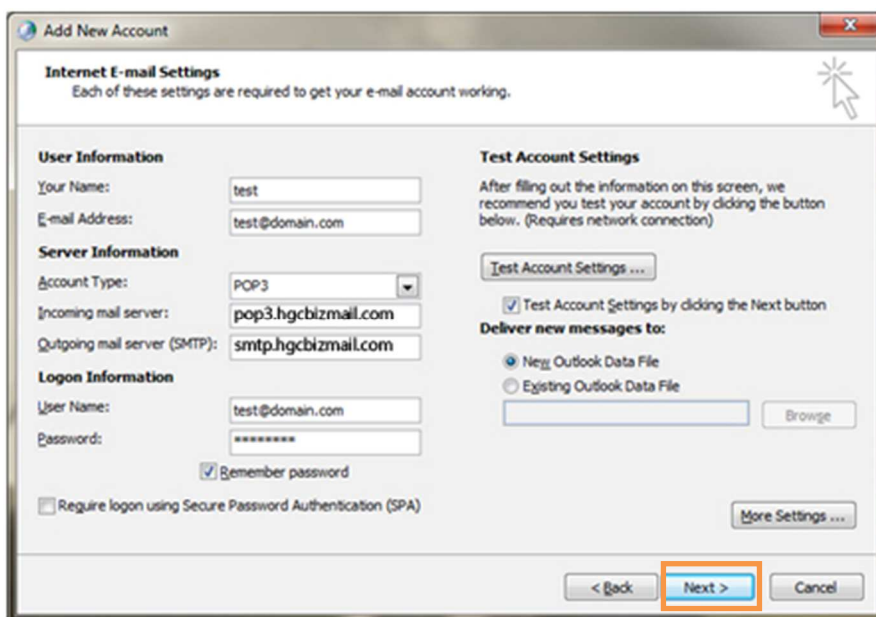 Add New Account
Internet E-mail Settings
Each of these settings are required to get your e-mail account working.
User Information
Your Name: test
E-mail Address: test@domain.com
Server Information
Account Type: POP3
Incoming mail server: pop3.hgcbizmail.com
Outgoing mail server (SMTP): smtp.hgcbizmail.com
Logon Information
User Name: test@domain.com
Password: ********
Remember password
Require logon using Secure Password Authentication (SPA)
Test Account Settings
After filling out the information on this screen, we
recommend you test your account by clicking the button
below. (Requires network connection)
Test Account Settings ...
Test Account Settings by clicking the Next button
Deliver new messages to:
New Outlook Data File
Existing Outlook Data File
Browse
More Settings ...
< Back
Next >
Cancel